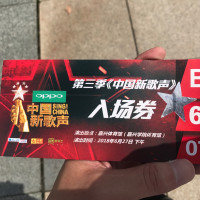 oppo
第三季《中国新歌声》
SING!
CHINA
中国
新歌声
入场券
演出地点：嘉兴体育馆（嘉兴学院体育馆）
演出时间：2018年6月27日 下午
E
6
07